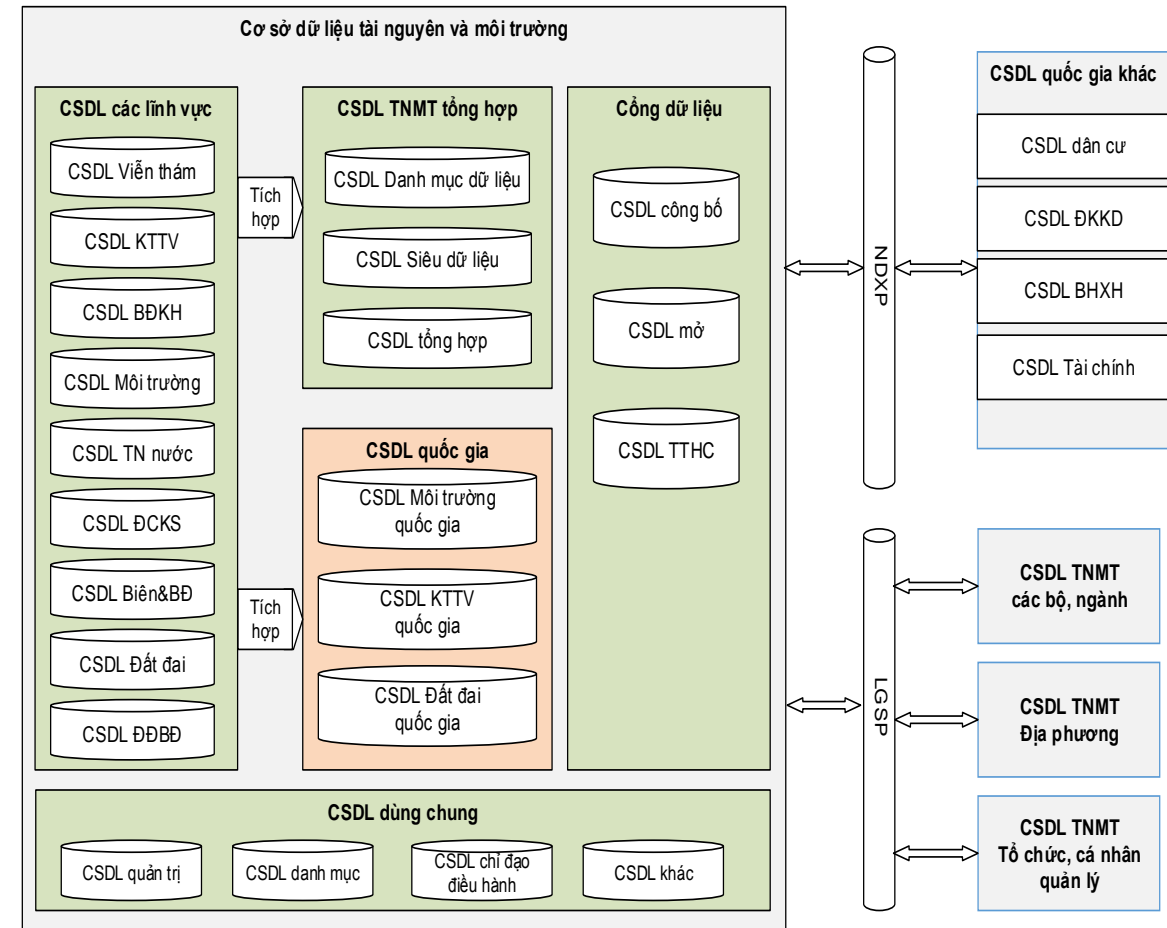 Cơ sở dữ liệu tài nguyên và môi trường
CSDL các lĩnh vực
CSDL Viễn thám
CSDL KTTV
CSDL BĐKH
CSDL Môi trường
CSDL TN nước
CSDL ĐCKS
CSDL Biên&BĐ
CSDL Đất đai
CSDL ĐĐBĐ
Tích
hợp
Tích
hợp
CSDL TNMT tổng hợp
CSDL Danh mục dữ liệu
CSDL Siêu dữ liệu
CSDL tổng hợp
CSDL quốc gia
CSDL Môi trường
quốc gia
CSDL KTTV
quốc gia
CSDL Đất đai
quốc gia
Cổng dữ liệu
CSDL công bố
CSDL mở
CSDL TTHC
CSDL dùng chung
CSDL quản trị
CSDL danh mục
CSDL chỉ đạo
điều hành
CSDL khác
NDXP
LGSP
CSDL quốc gia khác
CSDL dân cư
CSDL ĐKKD
CSDL BHXH
CSDL Tài chính
CSDL TNMT
các bộ, ngành
CSDL TNMT
Địa phương
CSDL TNMT
Tổ chức, cá nhân
quản lý